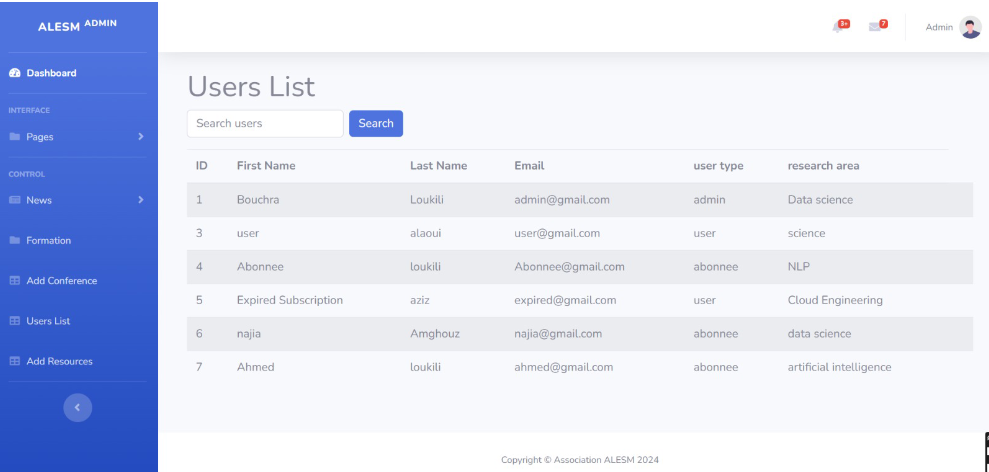 ALESM ADMIN
3+ 7 Admin
Dashboard
INTERFACE
Pages
CONTROL
News
Formation
Add Conference
Users List
Add Resources
Users List
Search users Search
ID First Name Last Name Email user type research area
1 Bouchra Loukili admin@gmail.com admin Data science
3 user alaoui user@gmail.com user science
4 Abonnee loukili Abonnee@gmail.com abonnee NLP
5 Expired Subscription aziz expired@gmail.com user Cloud Engineering
6 najia Amghouz najia@gmail.com abonnee data science
7 Ahmed loukili ahmed@gmail.com abonnee artificial intelligence
Copyright © Association ALESM 2024